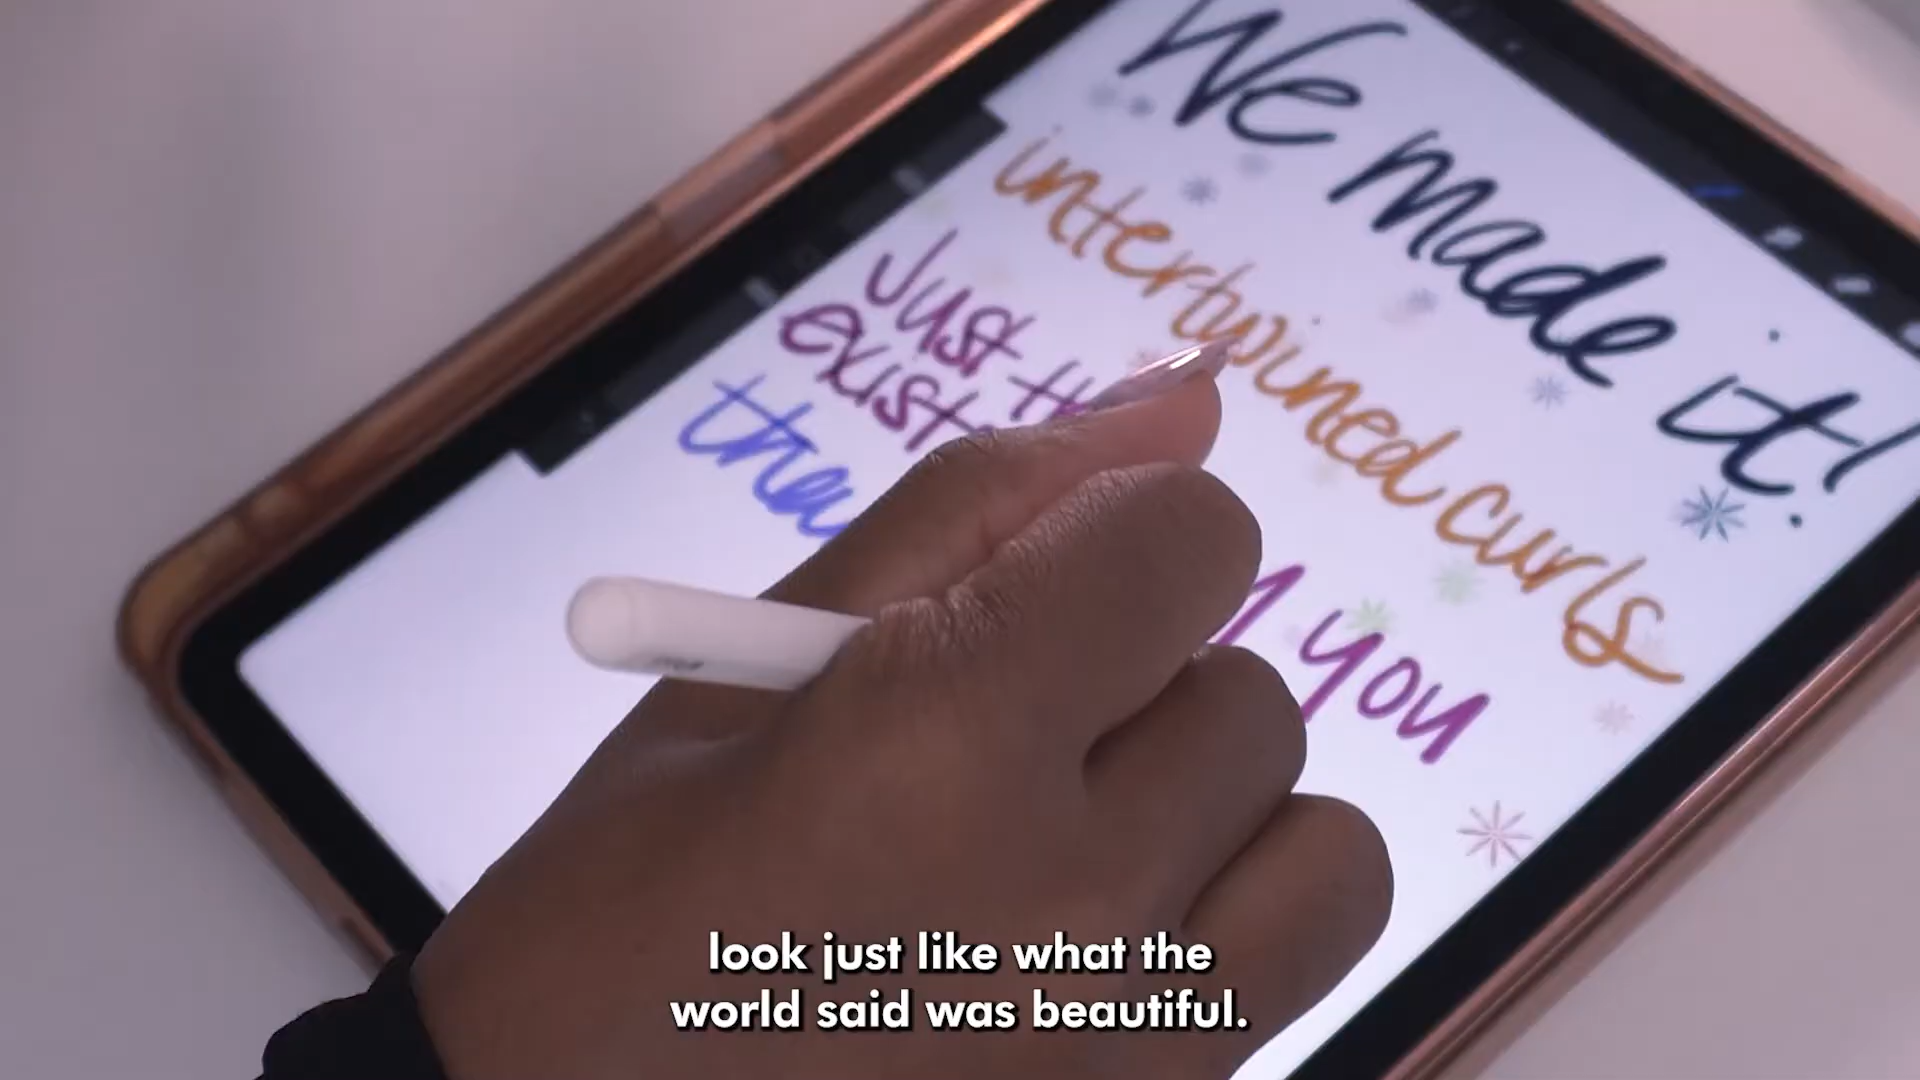 We made it!
intertwined curls
Just
you
look just like what the
world said was beautiful.